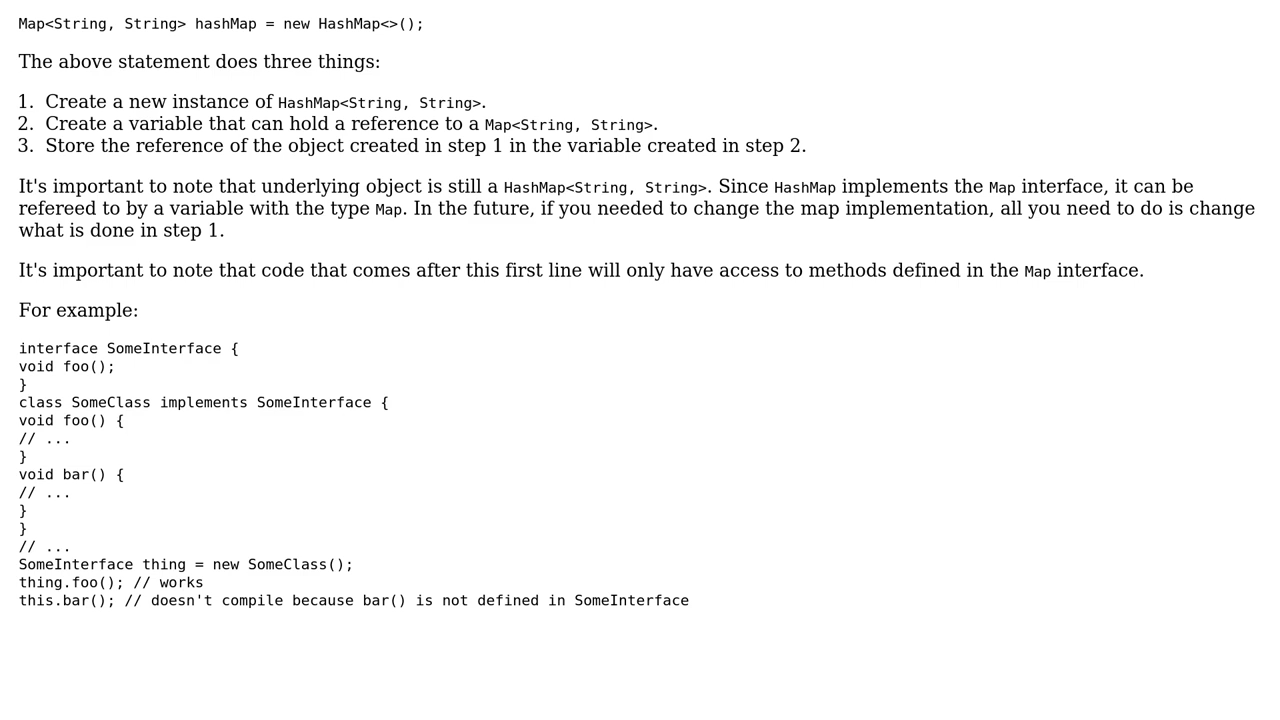 Map<String, String> hashMap = new HashMap<>();
The above statement does three things:
1. Create a new instance of HashMap<String, String>.
2. Create a variable that can hold a reference to a Map<String, String>.
3. Store the reference of the object created in step 1 in the variable created in step 2.
It's important to note that underlying object is still a HashMap<String, String>. Since HashMap implements the Map interface, it can be
refereed to by a variable with the type Map. In the future, if you needed to change the map implementation, all you need to do is change
what is done in step 1.
It's important to note that code that comes after this first line will only have access to methods defined in the Map interface.
For example:
interface SomeInterface {
void foo();
}
class SomeClass implements SomeInterface {
void foo() {
// ...
}
void bar() {
// ...
}
}
// ...
SomeInterface thing = new SomeClass();
thing.foo(); // works
this.bar(); // doesn't compile because bar() is not defined in SomeInterface